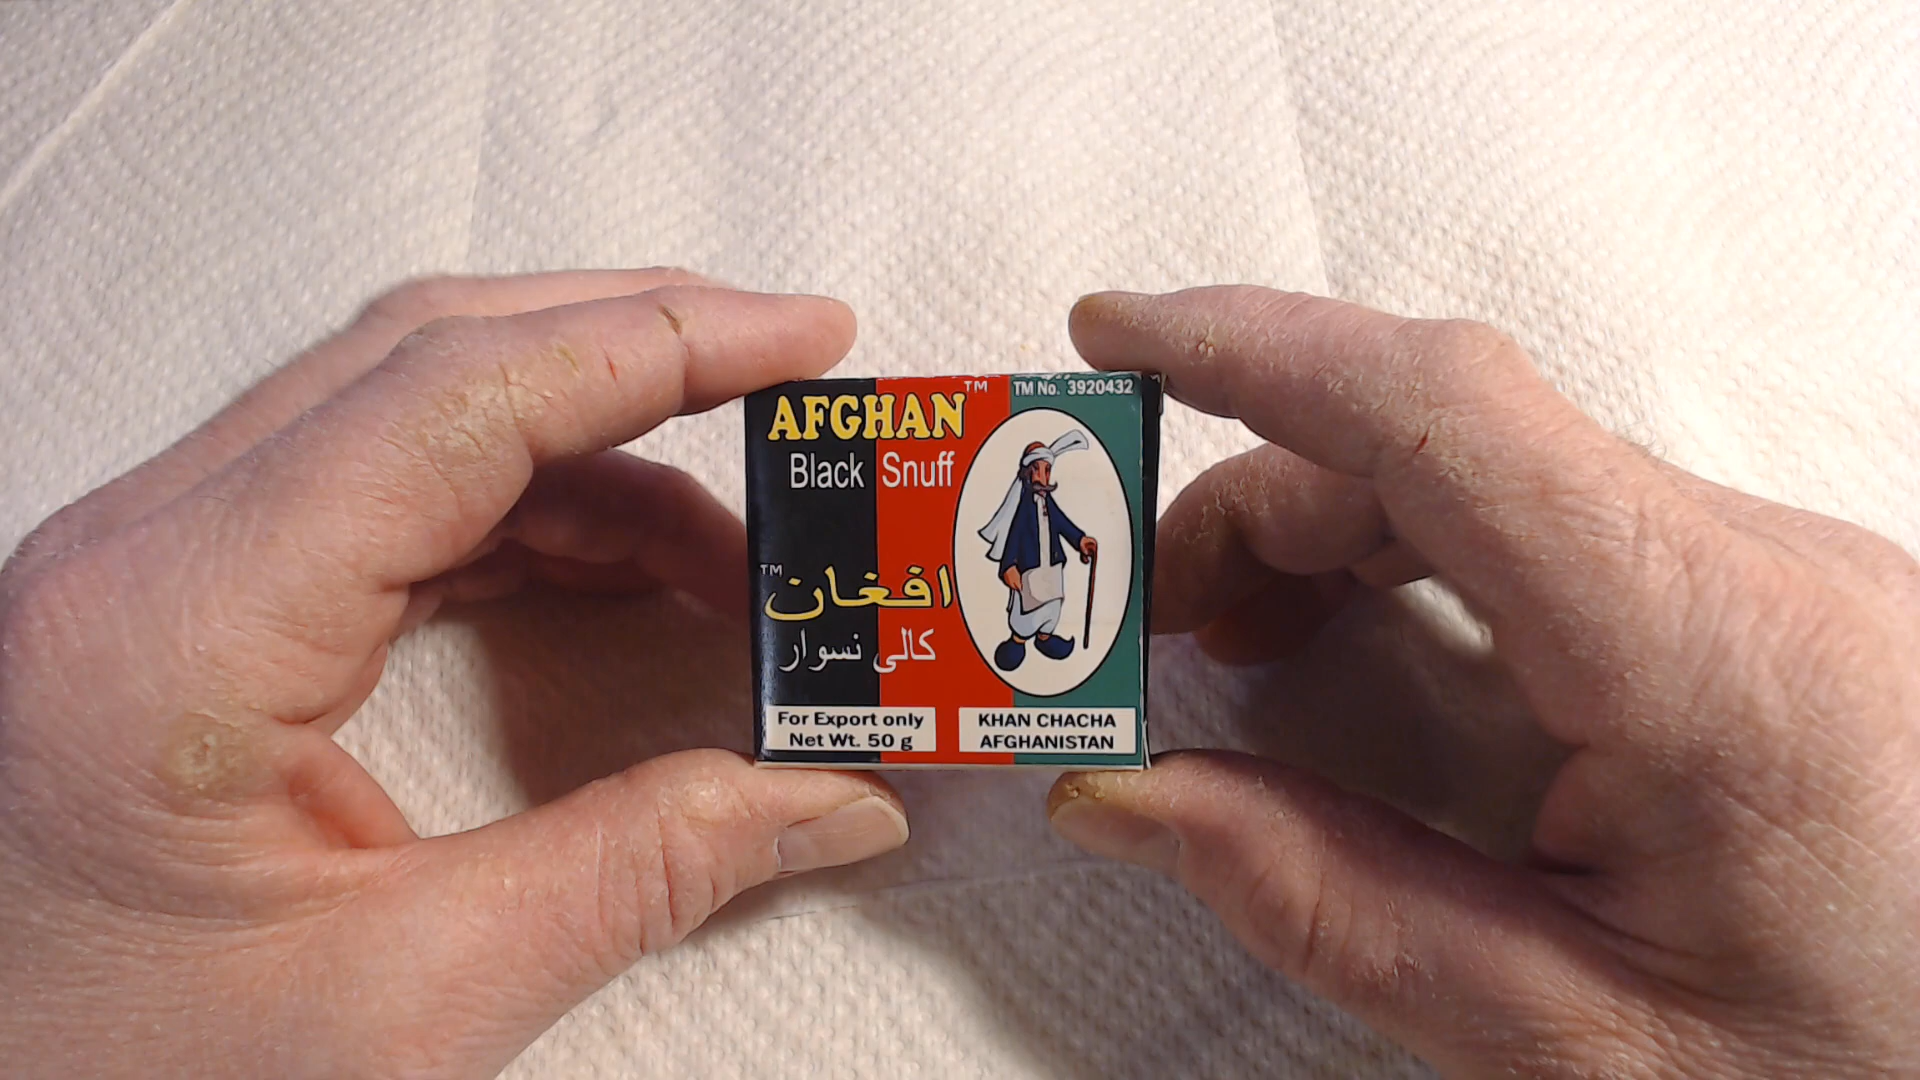 AFGHAN™
TM No. 3920432
Black Snuff
افغان™
کالی نسوار
For Export only
Net Wt. 50 g
KHAN CHACHA
AFGHANISTAN